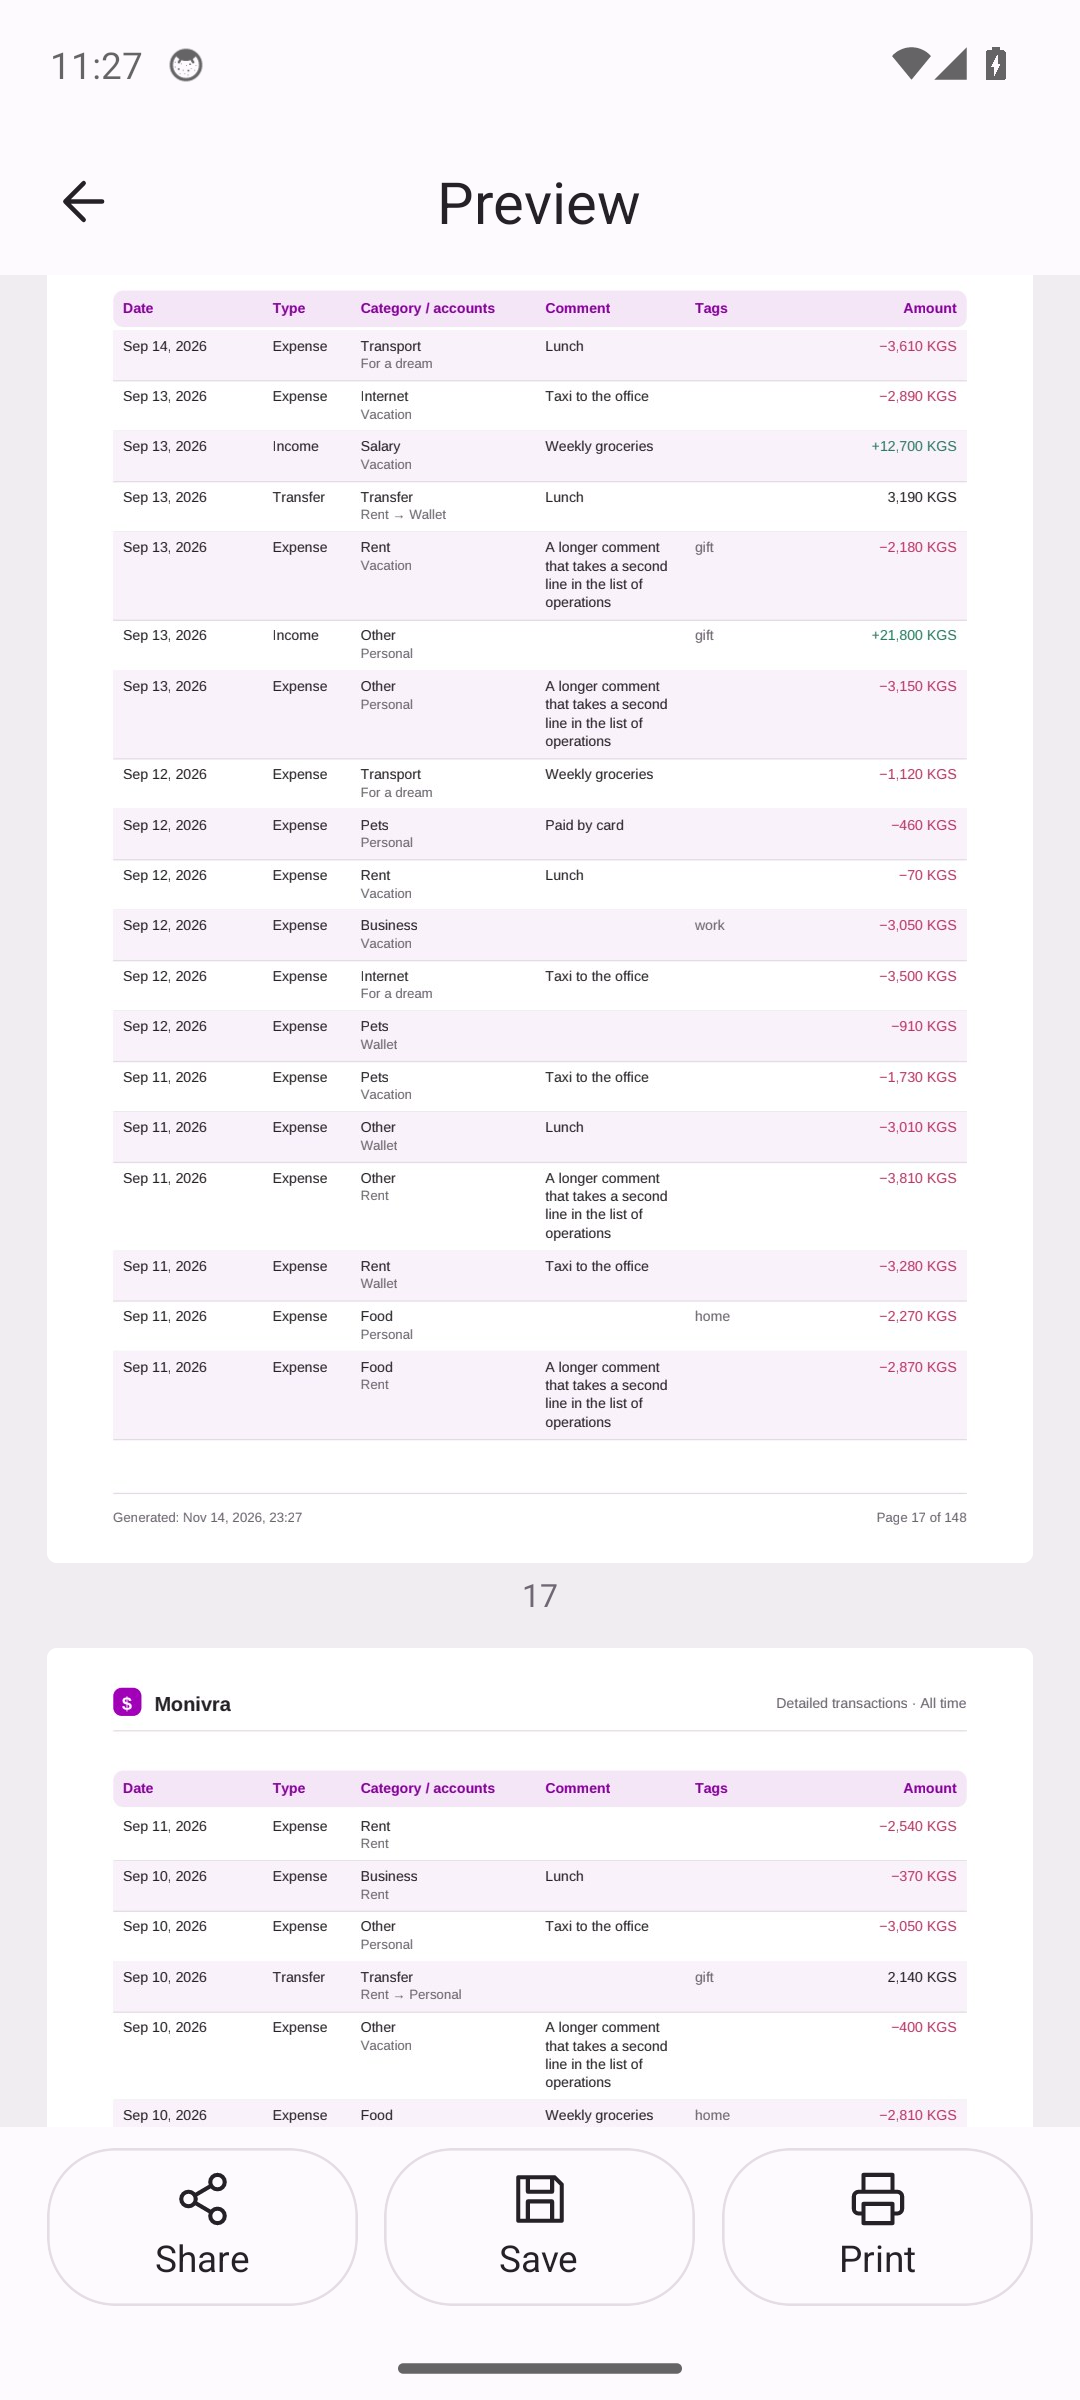 11:27
Preview
Date Type Category / accounts Comment Tags Amount
Sep 14, 2026 Expense Transport Lunch −3,610 KGS
For a dream
Sep 13, 2026 Expense Internet Taxi to the office −2,890 KGS
Vacation
Sep 13, 2026 Income Salary Weekly groceries +12,700 KGS
Vacation
Sep 13, 2026 Transfer Transfer Lunch 3,190 KGS
Rent → Wallet
Sep 13, 2026 Expense Rent A longer comment gift −2,180 KGS
Vacation that takes a second
line in the list of
operations
Sep 13, 2026 Income Other gift +21,800 KGS
Personal
Sep 13, 2026 Expense Other A longer comment −3,150 KGS
Personal that takes a second
line in the list of
operations
Sep 12, 2026 Expense Transport Weekly groceries −1,120 KGS
For a dream
Sep 12, 2026 Expense Pets Paid by card −460 KGS
Personal
Sep 12, 2026 Expense Rent Lunch −70 KGS
Vacation
Sep 12, 2026 Expense Business work −3,050 KGS
Vacation
Sep 12, 2026 Expense Internet Taxi to the office −3,500 KGS
For a dream
Sep 12, 2026 Expense Pets −910 KGS
Wallet
Sep 11, 2026 Expense Pets Taxi to the office −1,730 KGS
Vacation
Sep 11, 2026 Expense Other Lunch −3,010 KGS
Wallet
Sep 11, 2026 Expense Other A longer comment −3,810 KGS
Rent that takes a second
line in the list of
operations
Sep 11, 2026 Expense Rent Taxi to the office −3,280 KGS
Wallet
Sep 11, 2026 Expense Food home −2,270 KGS
Personal
Sep 11, 2026 Expense Food A longer comment −2,870 KGS
Rent that takes a second
line in the list of
operations
Generated: Nov 14, 2026, 23:27 Page 17 of 148
17
$ Monivra Detailed transactions · All time
Date Type Category / accounts Comment Tags Amount
Sep 11, 2026 Expense Rent −2,540 KGS
Rent
Sep 10, 2026 Expense Business Lunch −370 KGS
Rent
Sep 10, 2026 Expense Other Taxi to the office −3,050 KGS
Personal
Sep 10, 2026 Transfer Transfer gift 2,140 KGS
Rent → Personal
Sep 10, 2026 Expense Other A longer comment −400 KGS
Vacation that takes a second
line in the list of
operations
Sep 10, 2026 Expense Food Weekly groceries home −2,810 KGS
Share Save Print